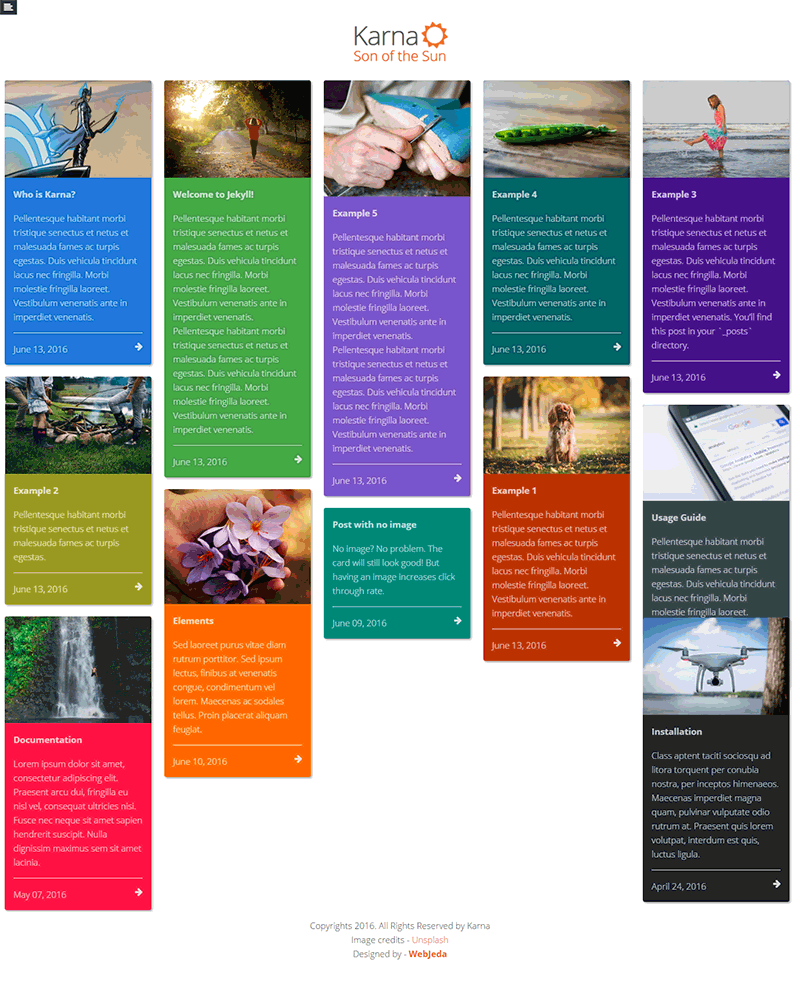 Karna
Son of the Sun
Who is Karna?
Pellentesque habitant morbi
tristique senectus et netus et
malesuada fames ac turpis
egestas. Duis vehicula tincidunt
lacus nec fringilla. Morbi
molestie fringilla laoreet.
Vestibulum venenatis ante in
imperdiet venenatis.
June 13, 2016
Example 2
Pellentesque habitant morbi
tristique senectus et netus et
malesuada fames ac turpis
egestas.
June 13, 2016
Documentation
Lorem ipsum dolor sit amet,
consectetur adipiscing elit.
Praesent arcu dui, fringilla eu
nisl vel, consequat ultricies nisi.
Fusce nec neque sit amet sapien
hendrerit suscipit. Nulla
dignissim maximus sem sit amet
lacinia.
May 07, 2016
Welcome to Jekyll!
Pellentesque habitant morbi
tristique senectus et netus et
malesuada fames ac turpis
egestas. Duis vehicula tincidunt
lacus nec fringilla. Morbi
molestie fringilla laoreet.
Vestibulum venenatis ante in
imperdiet venenatis.
Pellentesque habitant morbi
tristique senectus et netus et
malesuada fames ac turpis
egestas. Duis vehicula tincidunt
lacus nec fringilla. Morbi
molestie fringilla laoreet.
Vestibulum venenatis ante in
imperdiet venenatis.
June 13, 2016
Elements
Sed laoreet purus vitae diam
rutrum porttitor. Sed ipsum
lectus, finibus at venenatis
congue, condimentum vel
lorem. Maecenas ac sodales
tellus. Proin placerat aliquam
feugiat.
June 10, 2016
Example 5
Pellentesque habitant morbi
tristique senectus et netus et
malesuada fames ac turpis
egestas. Duis vehicula tincidunt
lacus nec fringilla. Morbi
molestie fringilla laoreet.
Vestibulum venenatis ante in
imperdiet venenatis.
Pellentesque habitant morbi
tristique senectus et netus et
malesuada fames ac turpis
egestas. Duis vehicula tincidunt
lacus nec fringilla. Morbi
molestie fringilla laoreet.
Vestibulum venenatis ante in
imperdiet venenatis.
June 13, 2016
Post with no image
No image? No problem. The
card will still look good! But
having an image increases click
through rate.
June 09, 2016
Example 4
Pellentesque habitant morbi
tristique senectus et netus et
malesuada fames ac turpis
egestas. Duis vehicula tincidunt
lacus nec fringilla. Morbi
molestie fringilla laoreet.
Vestibulum venenatis ante in
imperdiet venenatis.
June 13, 2016
Example 1
Pellentesque habitant morbi
tristique senectus et netus et
malesuada fames ac turpis
egestas. Duis vehicula tincidunt
lacus nec fringilla. Morbi
molestie fringilla laoreet.
Vestibulum venenatis ante in
imperdiet venenatis.
June 13, 2016
Example 3
Pellentesque habitant morbi
tristique senectus et netus et
malesuada fames ac turpis
egestas. Duis vehicula tincidunt
lacus nec fringilla. Morbi
molestie fringilla laoreet.
Vestibulum venenatis ante in
imperdiet venenatis. You'll find
this post in your `_posts`
directory.
June 13, 2016
Google
Usage Guide
Pellentesque habitant morbi
tristique senectus et netus et
malesuada fames ac turpis
egestas. Duis vehicula tincidunt
lacus nec fringilla. Morbi
molestie fringilla laoreet.
Installation
Class aptent taciti sociosqu ad
litora torquent per conubia
nostra, per inceptos himenaeos.
Maecenas imperdiet magna
quam, pulvinar vulputate odio
rutrum at. Praesent quis lorem
volutpat, interdum est quis,
luctus ligula.
April 24, 2016
Copyrights 2016. All Rights Reserved by Karna
Image credits - Unsplash
Designed by - WebJeda